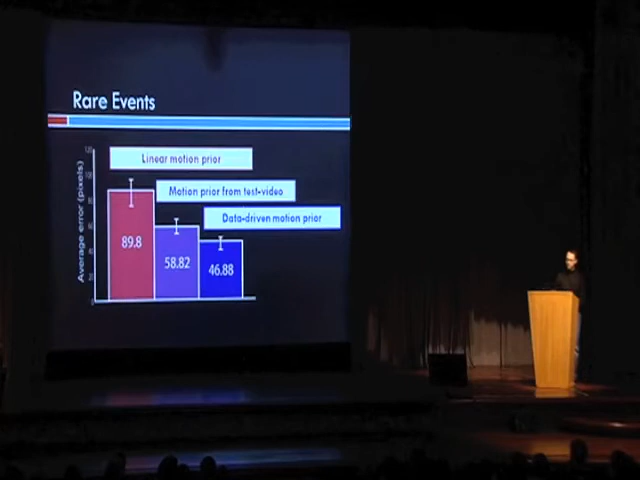 Rare Events
Linear motion prior
Motion prior from test-video
Data-driven motion prior
Average error (pixels)
89.8
58.82
46.88